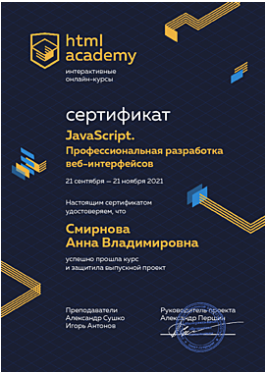 html
academy
интерактивные
онлайн-курсы
сертификат
JavaScript.
Профессиональная разработка
веб-интерфейсов
21 сентября — 21 ноября 2021
Настоящим сертификатом
удостоверяем, что
Смирнова
Анна Владимировна
успешно прошла курс
и защитила выпускной проект
Преподаватели
Александр Сушко
Игорь Антонов
Руководитель проекта
Александр Першин